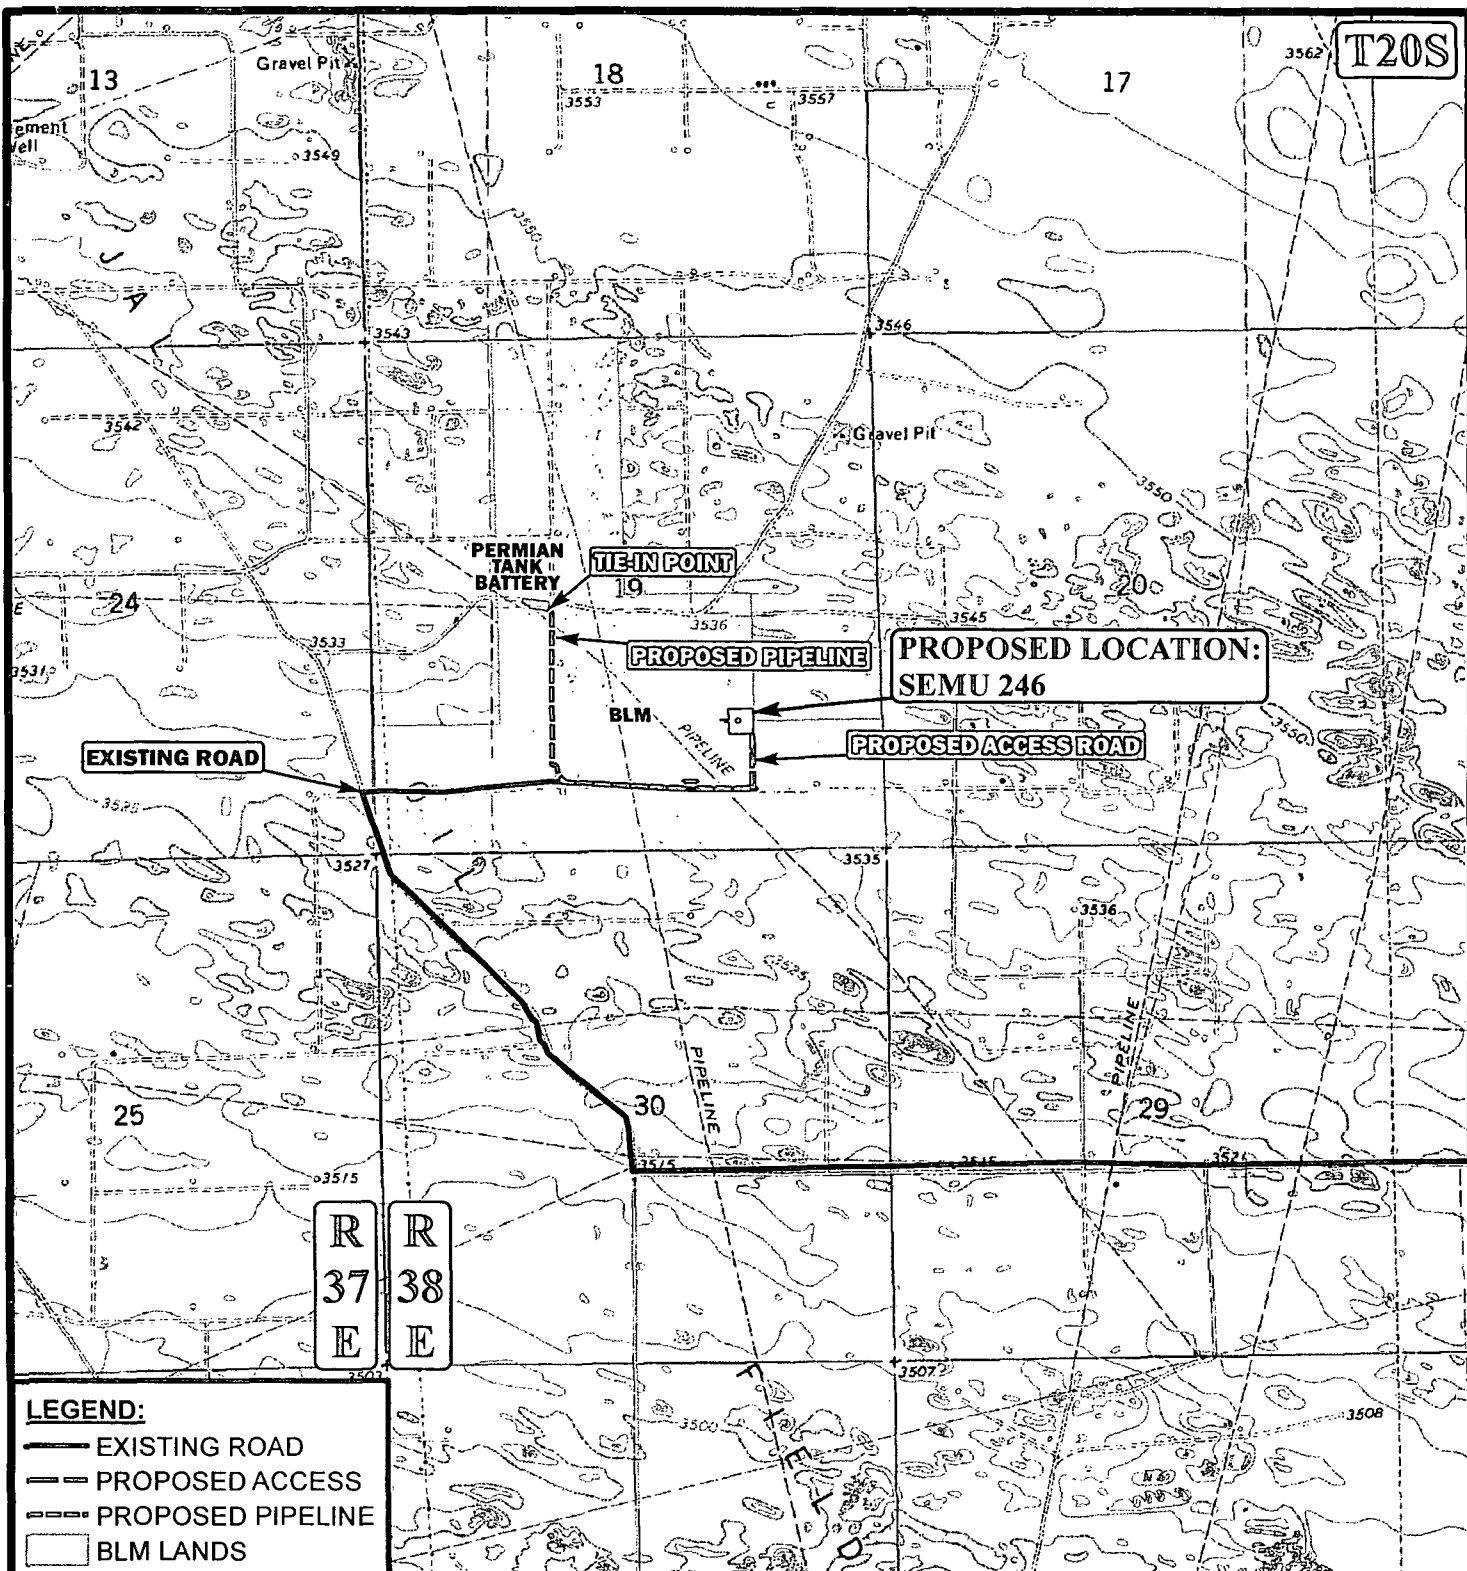 T20S
3562
Gravel Pit
13
18
17
3553
3557
ement
ell
3549
3550
J
A
3543
3546
3542
Gravel Pit
3550
PERMIAN
TANK
BATTERY
TIE-IN POINT
24
19
20
3536
3545
3533
3531
PROPOSED PIPELINE
PROPOSED LOCATION:
SEMU 246
BLM
PIPELINE
3550
EXISTING ROAD
PROPOSED ACCESS ROAD
3525
3527
3535
L
3536
3525
PIPELINE
PIPELINE
25
30
29
3515
3515
3515
R
37
E
R
38
E
3507
F
I
E
L
D
3500
3508
LEGEND:
EXISTING ROAD
PROPOSED ACCESS
PROPOSED PIPELINE
BLM LANDS